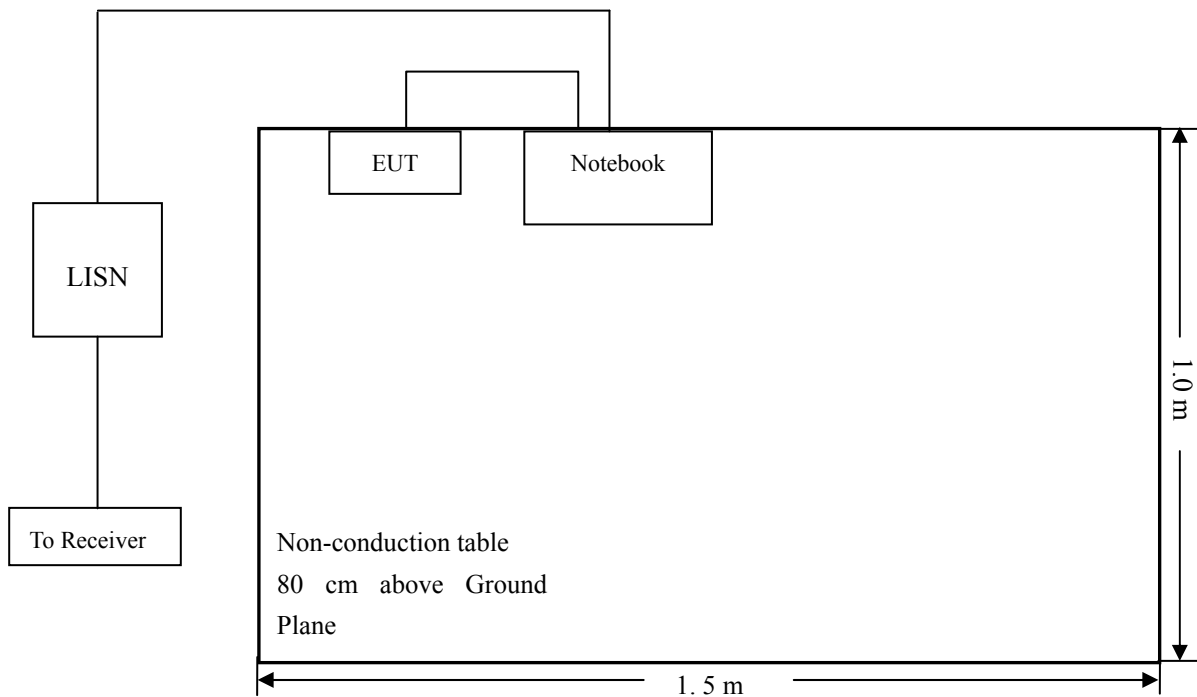 EUT
Notebook
LISN
1.0 m
To Receiver
Non-conduction table
80 cm above Ground
Plane
1. 5 m